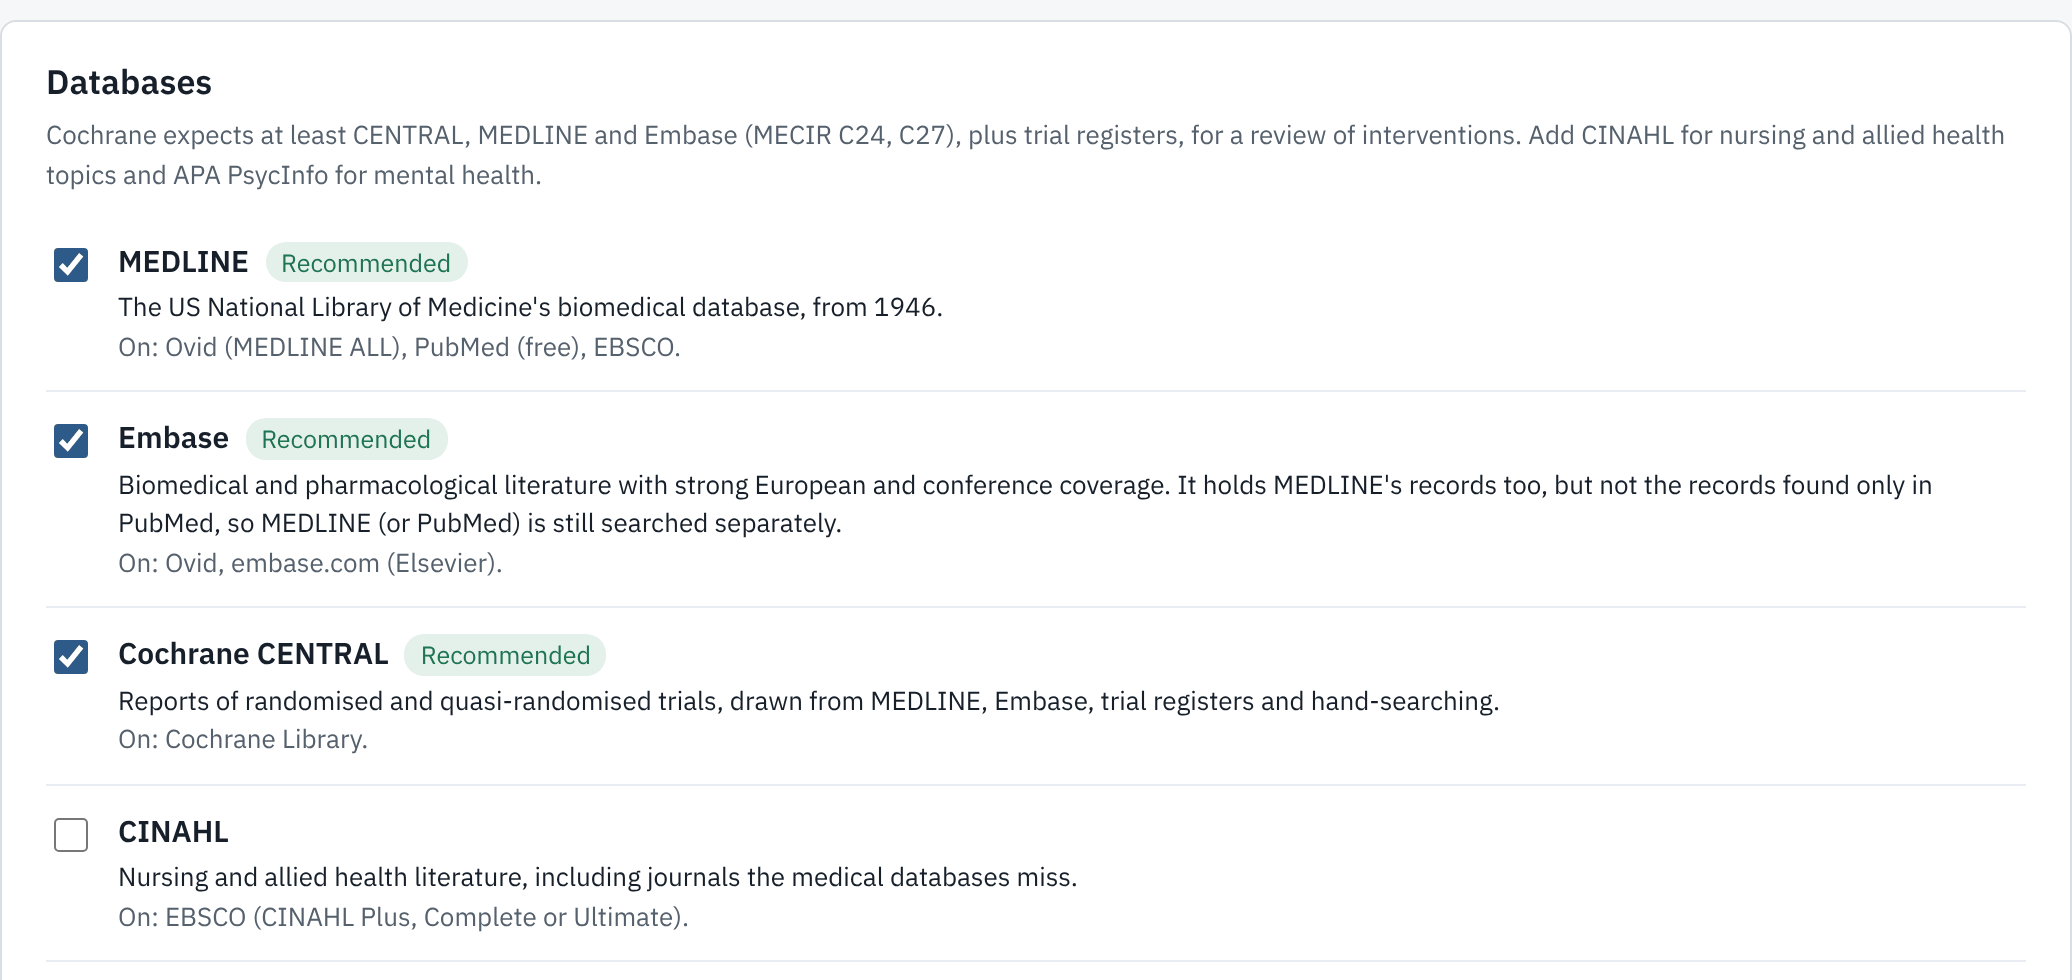 Databases
Cochrane expects at least CENTRAL, MEDLINE and Embase (MECIR C24, C27), plus trial registers, for a review of interventions. Add CINAHL for nursing and allied health
topics and APA PsycInfo for mental health.
MEDLINE Recommended
The US National Library of Medicine's biomedical database, from 1946.
On: Ovid (MEDLINE ALL), PubMed (free), EBSCO.
Embase Recommended
Biomedical and pharmacological literature with strong European and conference coverage. It holds MEDLINE's records too, but not the records found only in
PubMed, so MEDLINE (or PubMed) is still searched separately.
On: Ovid, embase.com (Elsevier).
Cochrane CENTRAL Recommended
Reports of randomised and quasi-randomised trials, drawn from MEDLINE, Embase, trial registers and hand-searching.
On: Cochrane Library.
CINAHL
Nursing and allied health literature, including journals the medical databases miss.
On: EBSCO (CINAHL Plus, Complete or Ultimate).